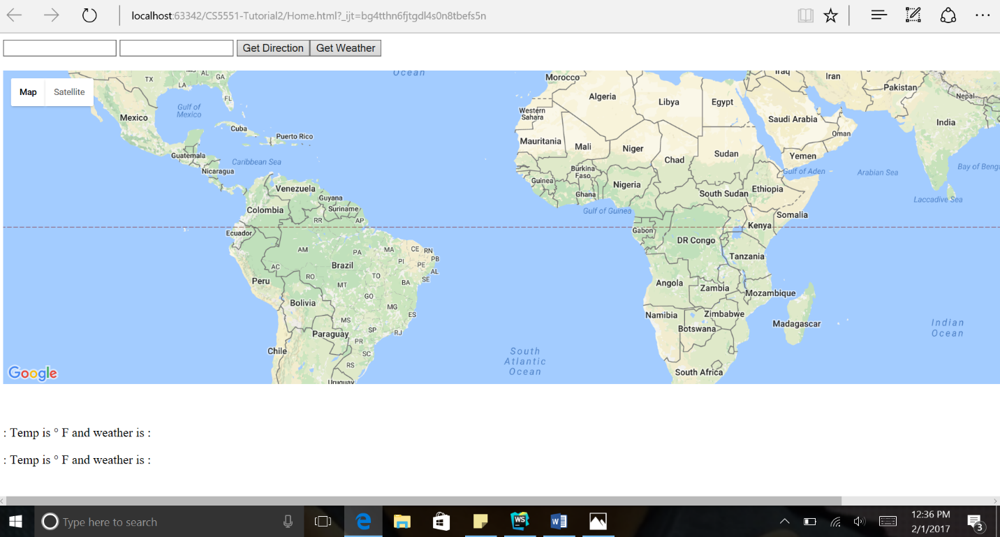 localhost:63342/CS5551-Tutorial2/Home.html?_ijt=bg4tthn6fjtgdl4s0n8tbefs5n
Get Direction Get Weather
Map Satellite
Ocean
TX AL GA
LA
FL
Gulf of
Mexico
Mexico
Cuba
Puerto Rico
Guatemala
Caribbean Sea
Nicaragua
Venezuela
Guyana
Colombia
Suriname
RR
AP
Ecuador
AM
PA
MA
CE
RN
PB
PI
PE
AL
AC
Brazil
RO
TO
SE
Peru
MT
BA
GO
Bolivia
MG
ES
MS
SP
RJ
Paraguay
PR
Chile
SC
RS
Uruguay
Morocco
Algeria
Libya
Egypt
Iraq
Iran
Pakistan
Nepal
Western
Sahara
Saudi Arabia
India
Oman
Mauritania
Mali
Niger
Chad
Sudan
Yemen
Burkina
Faso
Gulf of Aden
Arabian Sea
Bay of Beng
Guinea
Nigeria
Ghana
South Sudan
Ethiopia
Laccadive Sea
Gulf of Guinea
Somalia
Gabon
Kenya
DR Congo
Tanzania
Angola
Zambia
Mozambique
Namibia
Zimbabwe
Madagascar
Botswana
Indian
Ocean
South
Atlantic
Ocean
South Africa
Google
: Temp is ° F and weather is :
: Temp is ° F and weather is :
Type here to search
WS
W
12:36 PM
2/1/2017
3